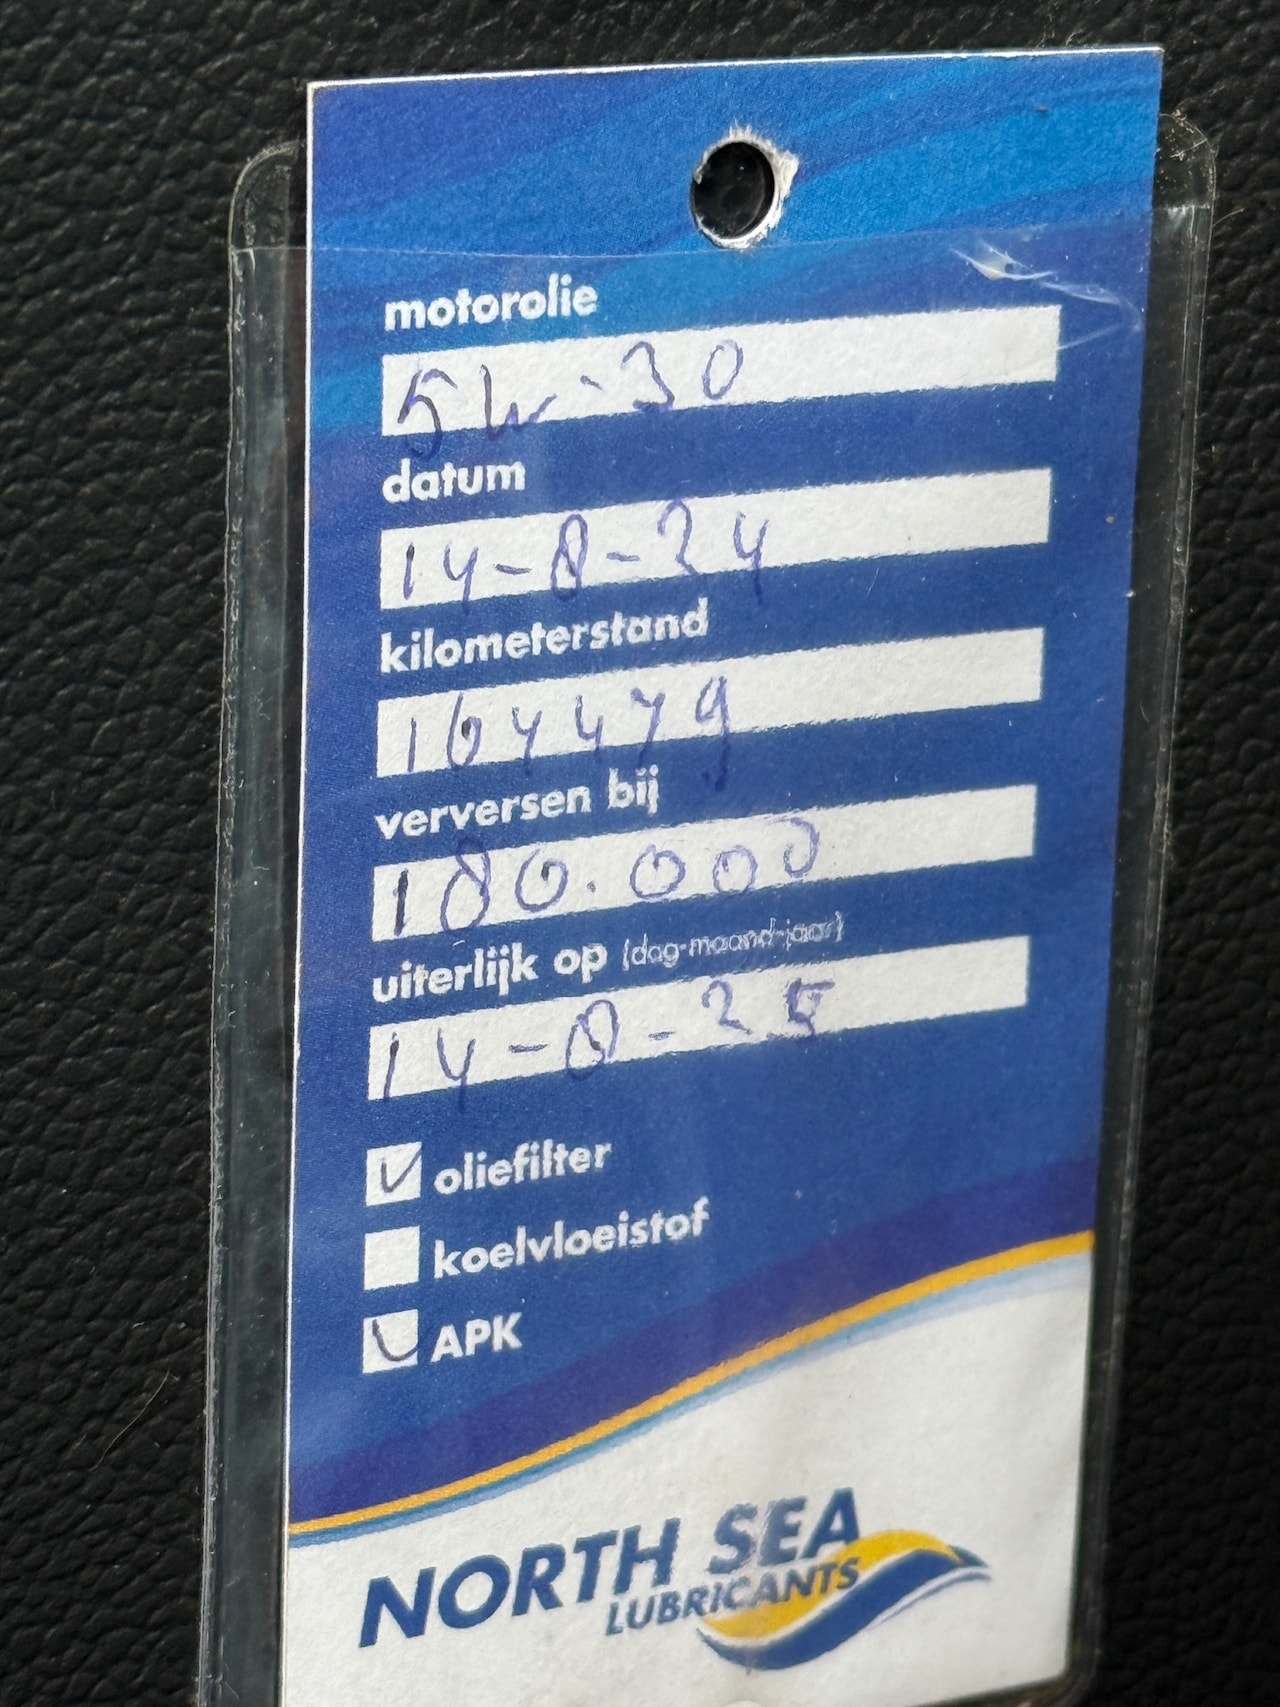 motorolie
5W-30
datum
14-8-24
kilometerstand
164479
verversen bij
180.000
uiterlijk op (dag-maand-jaar)
14-8-25
oliefilter
koelvloeistof
APK
NORTH SEA
LUBRICANTS